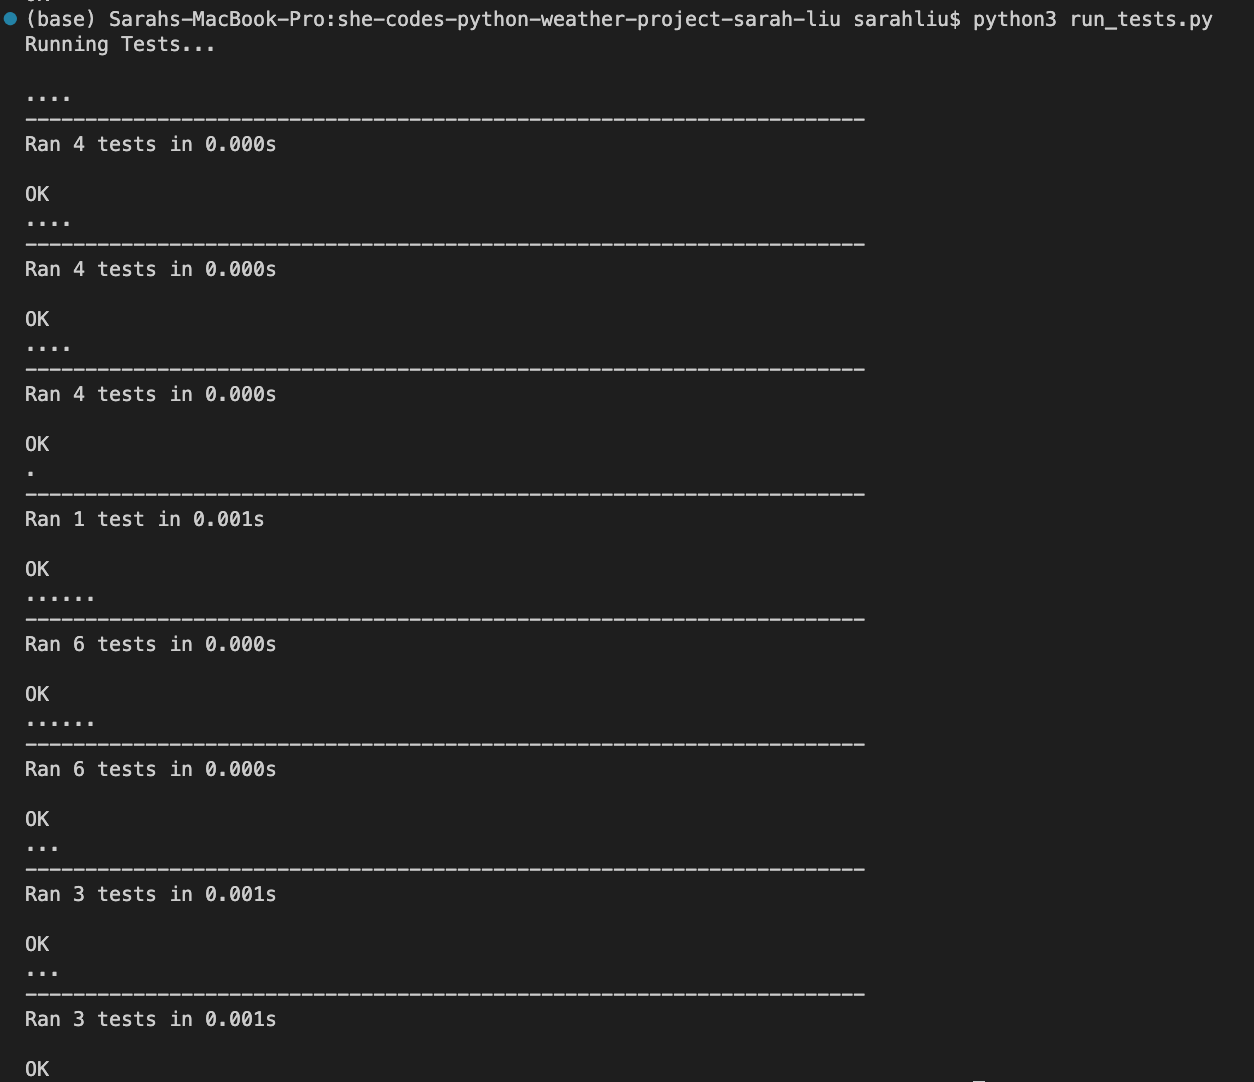 (base) Sarahs-MacBook-Pro:she-codes-python-weather-project-sarah-liu sarahliu$ python3 run_tests.py
Running Tests...
....
----------------------------------------------------------------------
Ran 4 tests in 0.000s
OK
....
----------------------------------------------------------------------
Ran 4 tests in 0.000s
OK
....
----------------------------------------------------------------------
Ran 4 tests in 0.000s
OK
.
----------------------------------------------------------------------
Ran 1 test in 0.001s
OK
......
----------------------------------------------------------------------
Ran 6 tests in 0.000s
OK
......
----------------------------------------------------------------------
Ran 6 tests in 0.000s
OK
...
----------------------------------------------------------------------
Ran 3 tests in 0.001s
OK
...
----------------------------------------------------------------------
Ran 3 tests in 0.001s
OK